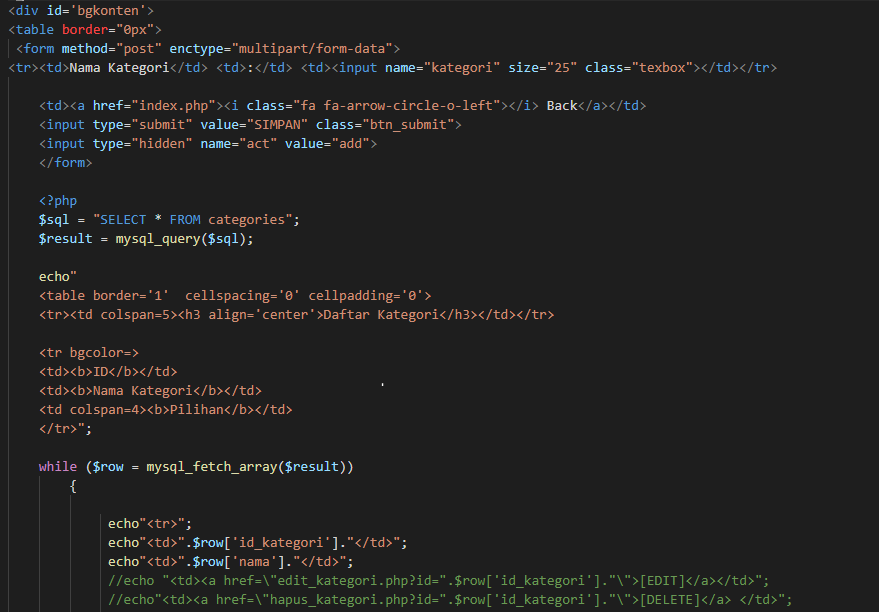 <div id='bgkonten'>
<table border="0px">
<form method="post" enctype="multipart/form-data">
<tr><td>Nama Kategori</td> <td>:</td> <td><input name="kategori" size="25" class="texbox"></td></tr>
<td><a href="index.php"><i class="fa fa-arrow-circle-o-left"></i> Back</a></td>
<input type="submit" value="SIMPAN" class="btn_submit">
<input type="hidden" name="act" value="add">
</form>
<?php
$sql = "SELECT * FROM categories";
$result = mysql_query($sql);
echo"
<table border='1'  cellspacing='0' cellpadding='0'>
<tr><td colspan=5><h3 align='center'>Daftar Kategori</h3></td></tr>
<tr bgcolor=>
<td><b>ID</b></td>
<td><b>Nama Kategori</b></td>
<td colspan=4><b>Pilihan</b></td>
</tr>";
while ($row = mysql_fetch_array($result))
{
echo"<tr>";
echo"<td>".$row['id_kategori']."</td>";
echo"<td>".$row['nama']."</td>";
//echo "<td><a href=\"edit_kategori.php?id=".$row['id_kategori']."\">[EDIT]</a></td>";
//echo"<td><a href=\"hapus_kategori.php?id=".$row['id_kategori']."\">[DELETE]</a> </td>";